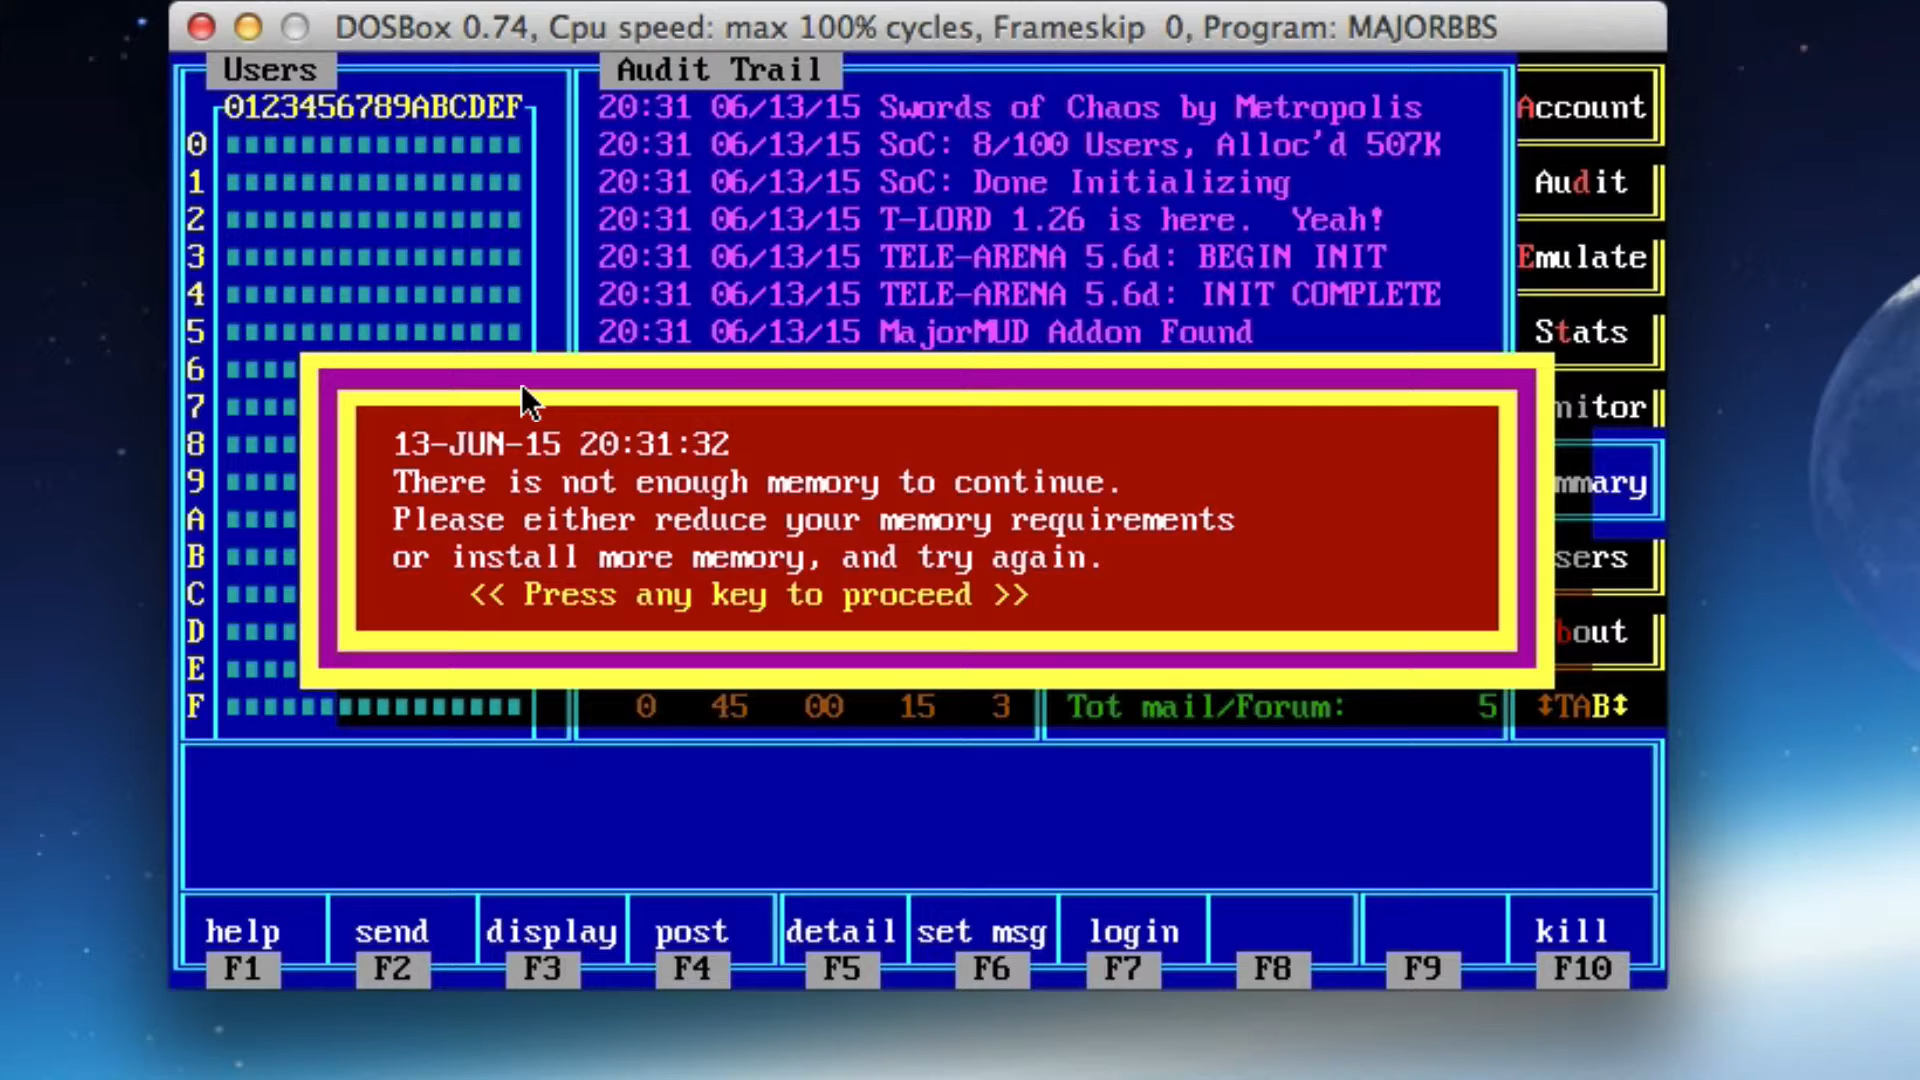 DOSBox 0.74, Cpu speed: max 100% cycles, Frameskip 0, Program: MAJORBBS
Users
Audit Trail
0123456789ABCDEF
20:31 06/13/15 Swords of Chaos by Metropolis
Account
0
20:31 06/13/15 SoC: 8/100 Users, Alloc'd 507K
1
20:31 06/13/15 SoC: Done Initializing
Audit
2
20:31 06/13/15 T-LORD 1.26 is here. Yeah!
3
20:31 06/13/15 TELE-ARENA 5.6d: BEGIN INIT
Emulate
4
20:31 06/13/15 TELE-ARENA 5.6d: INIT COMPLETE
5
20:31 06/13/15 MajorMUD Addon Found
Stats
6
7
nitor
8
13-JUN-15 20:31:32
9
There is not enough memory to continue.
mmary
A
Please either reduce your memory requirements
B
or install more memory, and try again.
sers
C
<< Press any key to proceed >>
D
bout
E
F
0 45 00 15 3
Tot mail/Forum: 5
↕TAB↕
help send display post detail set msg login kill
F1 F2 F3 F4 F5 F6 F7 F8 F9 F10